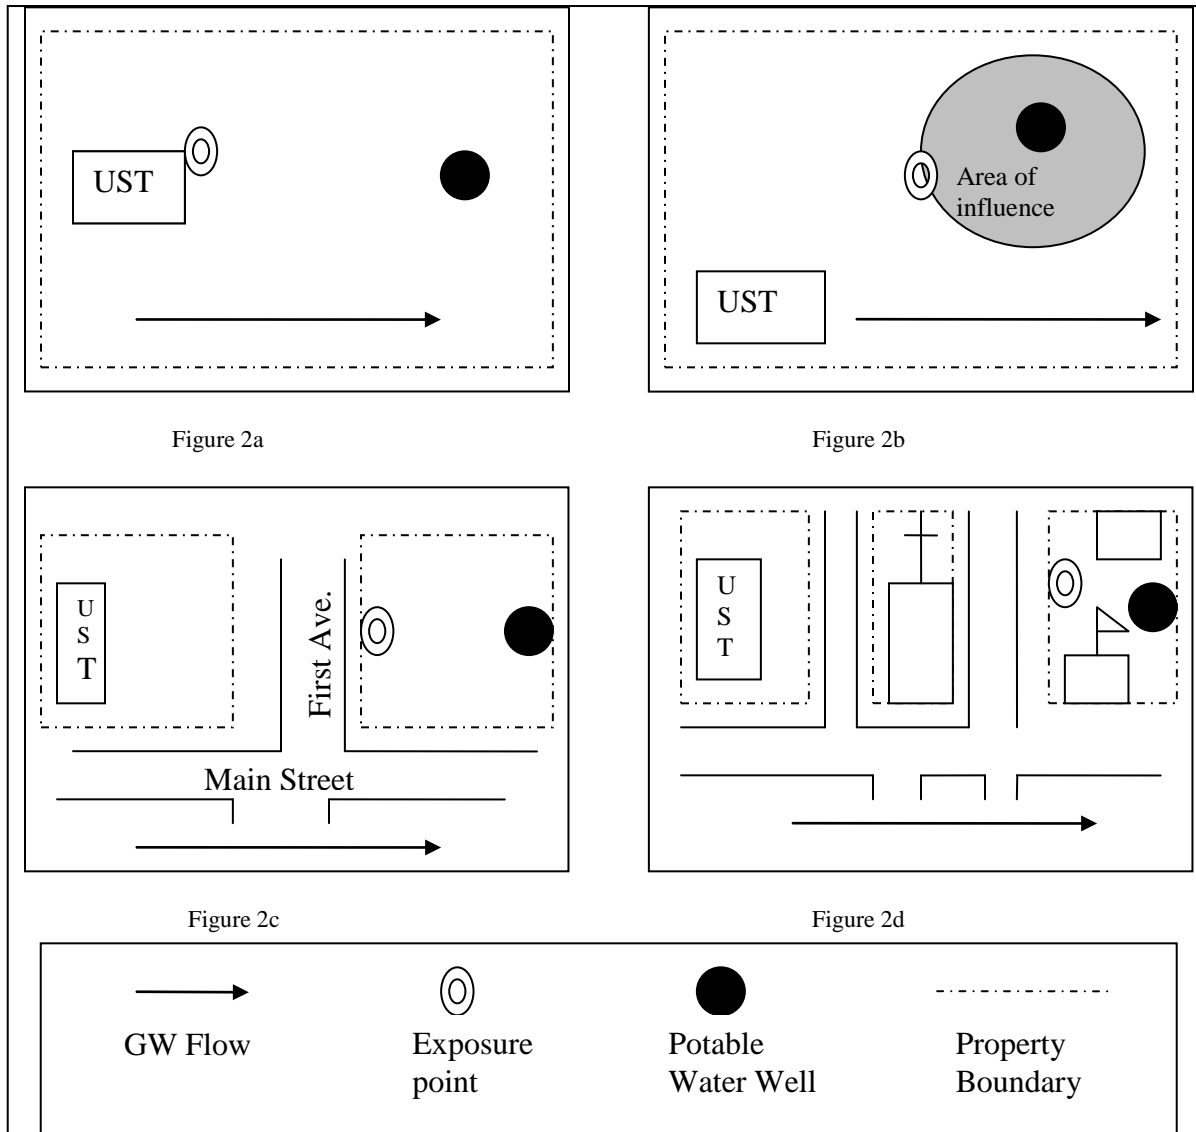 UST
Area of
influence
UST
Figure 2a
Figure 2b
U
S
T
First Ave.
Main Street
U
S
T
Figure 2c
Figure 2d
GW Flow
Exposure
point
Potable
Water Well
Property
Boundary